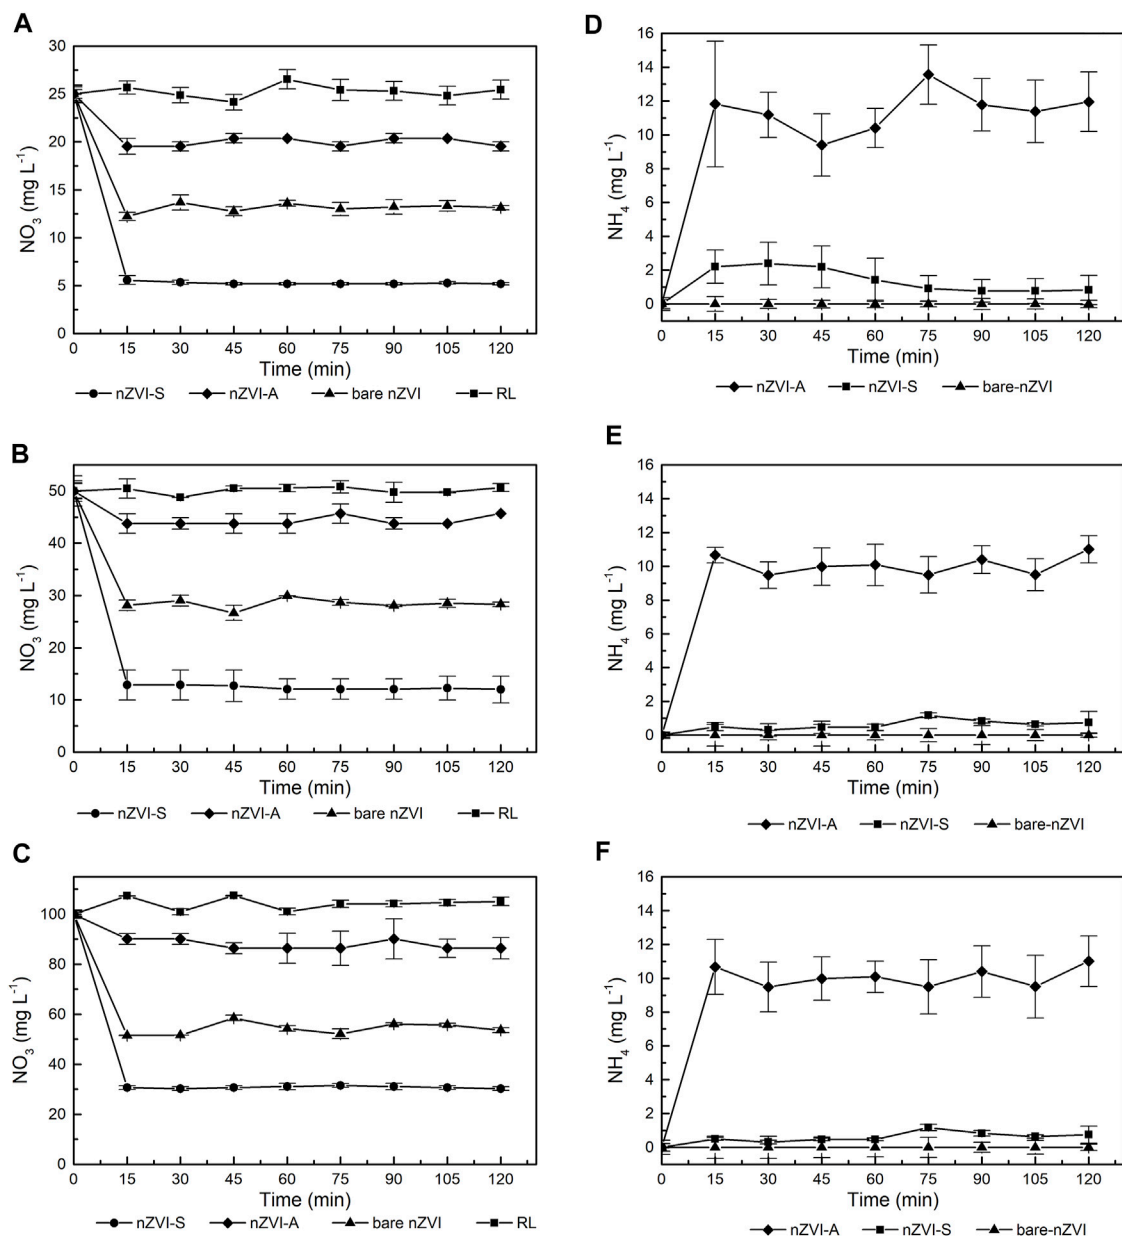 A
NO3 (mg L−1)
30
25
20
15
10
5
0
0 15 30 45 60 75 90 105 120
Time (min)
nZVI-S nZVI-A bare nZVI RL
D
NH4 (mg L−1)
16
14
12
10
8
6
4
2
0
0 15 30 45 60 75 90 105 120
Time (min)
nZVI-A nZVI-S bare-nZVI
B
NO3 (mg L−1)
50
40
30
20
10
0
0 15 30 45 60 75 90 105 120
Time (min)
nZVI-S nZVI-A bare nZVI RL
E
NH4 (mg L−1)
16
14
12
10
8
6
4
2
0
0 15 30 45 60 75 90 105 120
Time (min)
nZVI-A nZVI-S bare-nZVI
C
NO3 (mg L−1)
100
80
60
40
20
0
0 15 30 45 60 75 90 105 120
Time (min)
nZVI-S nZVI-A bare nZVI RL
F
NH4 (mg L−1)
16
14
12
10
8
6
4
2
0
0 15 30 45 60 75 90 105 120
Time (min)
nZVI-A nZVI-S bare-nZVI